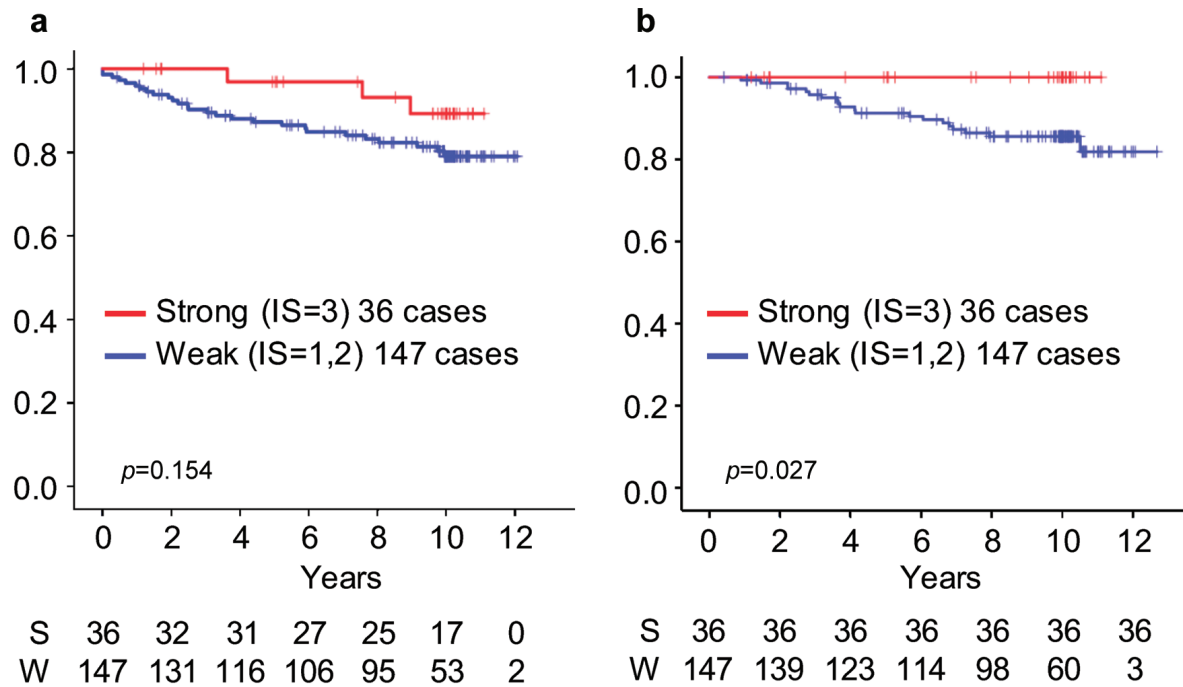 a
1.0
0.8
0.6
0.4
0.2
0.0
Strong (IS=3) 36 cases
Weak (IS=1,2) 147 cases
p=0.154
0 2 4 6 8 10 12
Years
S 36 32 31 27 25 17 0
W 147 131 116 106 95 53 2
b
1.0
0.8
0.6
0.4
0.2
0.0
Strong (IS=3) 36 cases
Weak (IS=1,2) 147 cases
p=0.027
0 2 4 6 8 10 12
Years
S 36 36 36 36 36 36 36
W 147 139 123 114 98 60 3